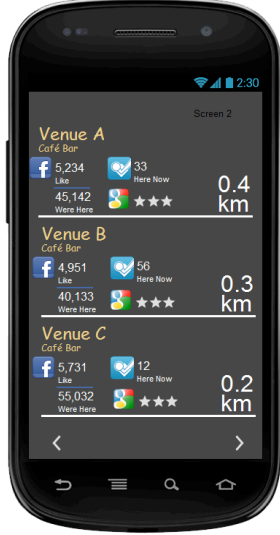 2:30
Screen 2
Venue A
Café Bar
5,234
Like
33
Here Now
45,142
Were Here
0.4
km
Venue B
Café Bar
4,951
Like
56
Here Now
40,133
Were Here
0.3
km
Venue C
Café Bar
5,731
Like
12
Here Now
55,032
Were Here
0.2
km